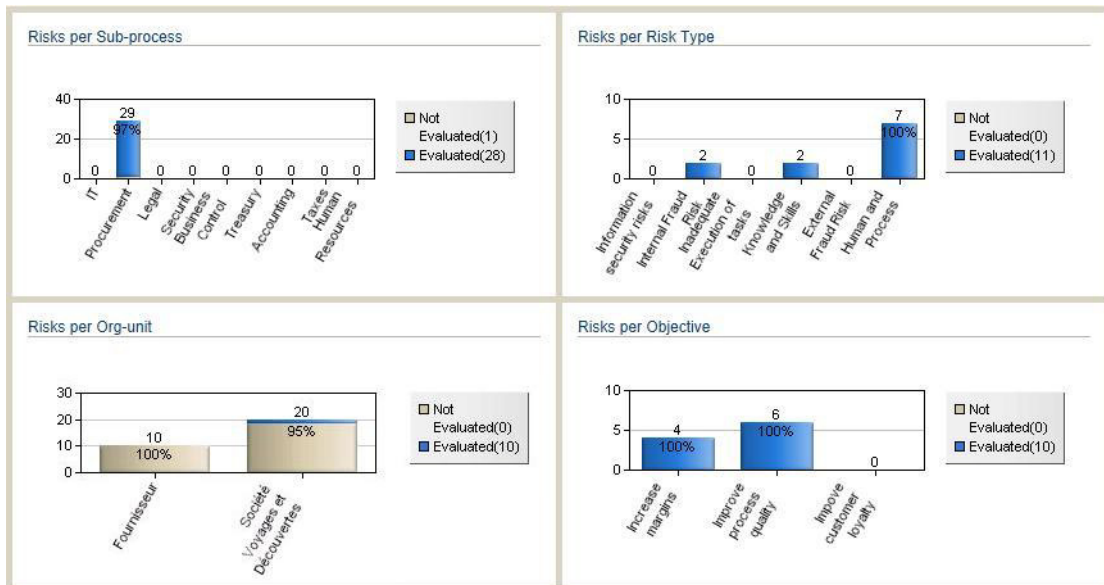 Risks per Sub-process
40
20
0
29
97%
0
0
0
0
0
0
0
0
IT
Procurement
Legal
Security
Business
Control
Treasury
Accounting
Taxes
Human
Resources
Not
Evaluated(1)
Evaluated(28)
Risks per Risk Type
10
5
0
0
2
0
2
0
7
100%
Information
security risks
Internal Fraud
Risk
Inadequate
Execution of
tasks
Knowledge
and Skills
External
Fraud Risk
Human and
Process
Not
Evaluated(0)
Evaluated(11)
Risks per Org-unit
30
20
10
0
10
100%
20
95%
Fournisseur
Société
Voyages et
Découvertes
Not
Evaluated(0)
Evaluated(10)
Risks per Objective
10
5
0
4
100%
6
100%
0
Increase
margins
Improve
process
quality
Impove
customer
loyalty
Not
Evaluated(0)
Evaluated(10)